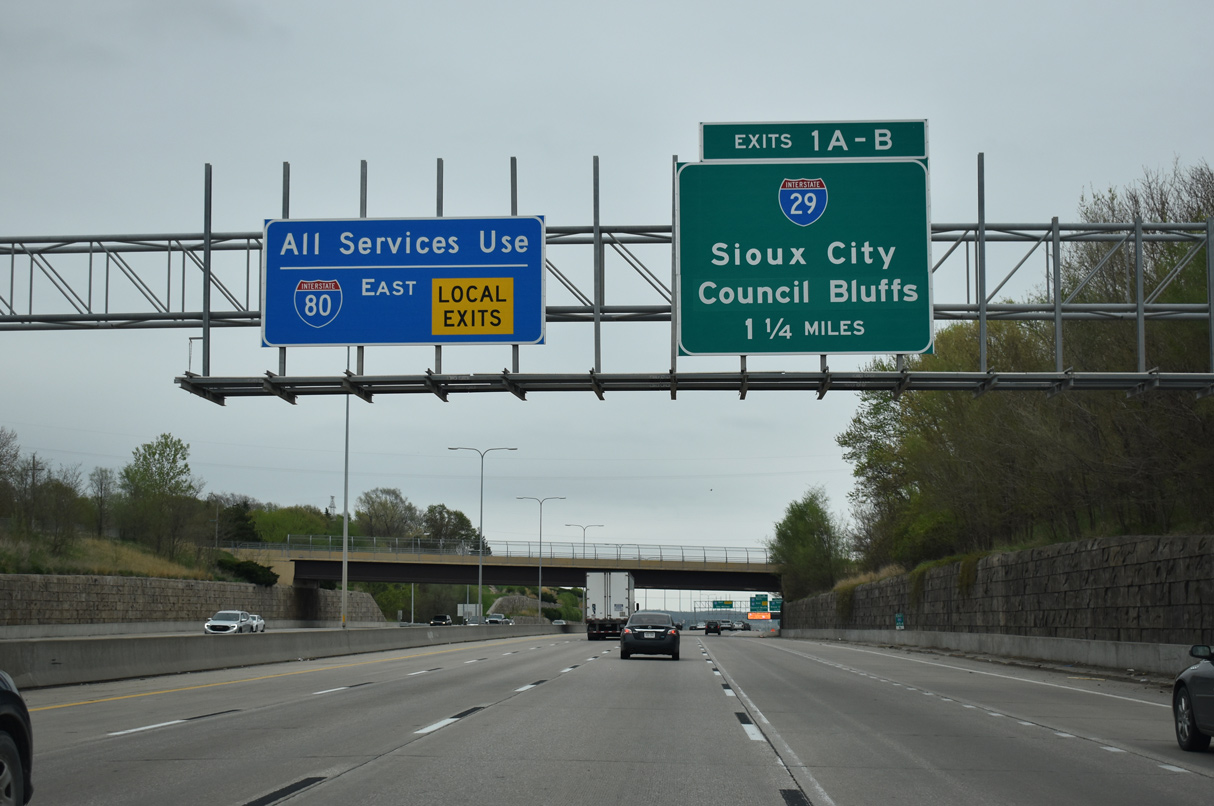 All Services Use
INTERSTATE
80
EAST
LOCAL
EXITS
EXITS 1A-B
INTERSTATE
29
Sioux City
Council Bluffs
1 1/4 MILES